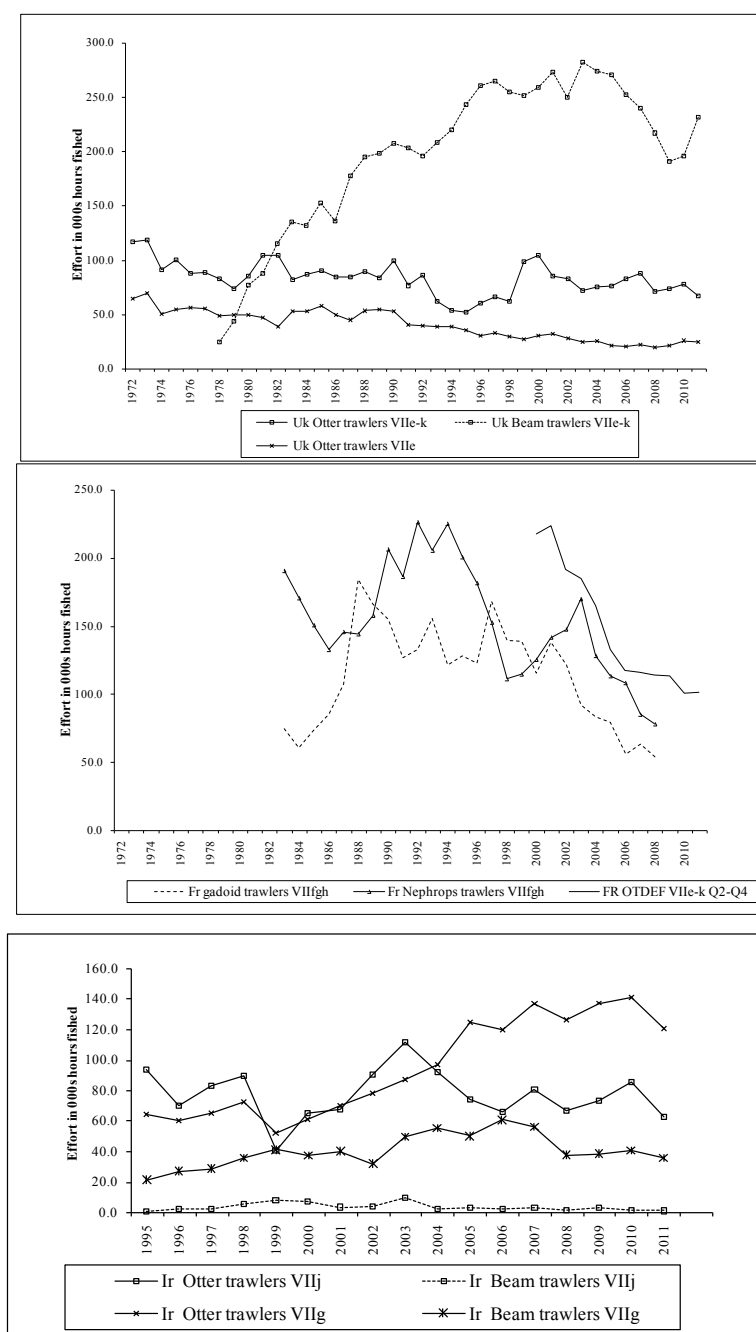 300.0
250.0
200.0
150.0
100.0
50.0
0.0
Effort in 000s hours fished
1972 1974 1976 1978 1980 1982 1984 1986 1988 1990 1992 1994 1996 1998 2000 2002 2004 2006 2008 2010
Uk Otter trawlers VIIe-k Uk Beam trawlers VIIe-k
Uk Otter trawlers VIIe
250.0
200.0
150.0
100.0
50.0
0.0
Effort in 000s hours fished
1972 1974 1976 1978 1980 1982 1984 1986 1988 1990 1992 1994 1996 1998 2000 2002 2004 2006 2008 2010
Fr gadoid trawlers VIIfgh Fr Nephrops trawlers VIIfgh FR OTDEF VIIe-k Q2-Q4
160.0
140.0
120.0
100.0
80.0
60.0
40.0
20.0
0.0
Effort in 000s hours fished
1995 1996 1997 1998 1999 2000 2001 2002 2003 2004 2005 2006 2007 2008 2009 2010 2011
Ir Otter trawlers VIIj Ir Beam trawlers VIIj
Ir Otter trawlers VIIg Ir Beam trawlers VIIg